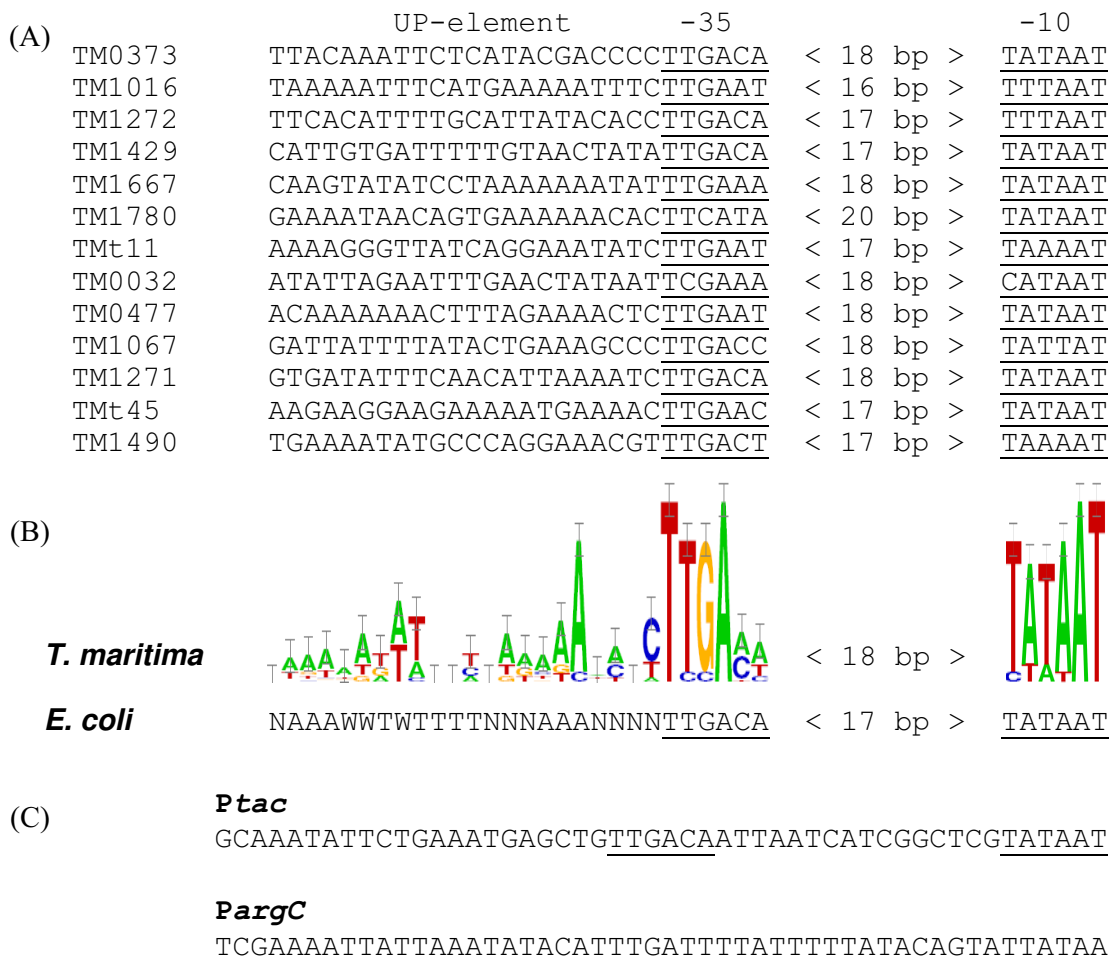 (A) UP-element -35 -10
TM0373 TTACAAATTCTCATACGACCCCTTGACA < 18 bp > TATAAT
TM1016 TAAAAATTTCATGAAAAATTTCTTGAAT < 16 bp > TTTAAT
TM1272 TTCACATTTTGCATTATACACCTTGACA < 17 bp > TTTAAT
TM1429 CATTGTGATTTTTGTAACTATATTGACA < 17 bp > TATAAT
TM1667 CAAGTATATCCTAAAAAAATATTTGAAA < 18 bp > TATAAT
TM1780 GAAAATAACAGTGAAAAAACACTTCATA < 20 bp > TATAAT
TMt11 AAAAGGGTTATCAGGAAATATCTTGAAT < 17 bp > TAAAAT
TM0032 ATATTAGAATTTGAACTATAATTCGAAA < 18 bp > CATAAT
TM0477 ACAAAAAAACTTTAGAAAACTCTTGAAT < 18 bp > TATAAT
TM1067 GATTATTTTATACTGAAAGCCCTTGACC < 18 bp > TATTAT
TM1271 GTGATATTTCAACATTAAAATCTTGACA < 18 bp > TATAAT
TMt45 AAGAAGGAAGAAAAATGAAAACTTGAAC < 17 bp > TATAAT
TM1490 TGAAAATATGCCCAGGAAACGTTTGACT < 17 bp > TAAAAT
(B)
T. maritima < 18 bp >
E. coli NAAAWWTWTTTTNNNAAANNNNTTGACA < 17 bp > TATAAT
(C) Ptac
GCAAATATTCTGAAATGAGCTGTTGACAATTAATCATCGGCTCGTATAAT
PargC
TCGAAAATTATTAAATATACATTTGATTTTATTTTTATACAGTATTATAA